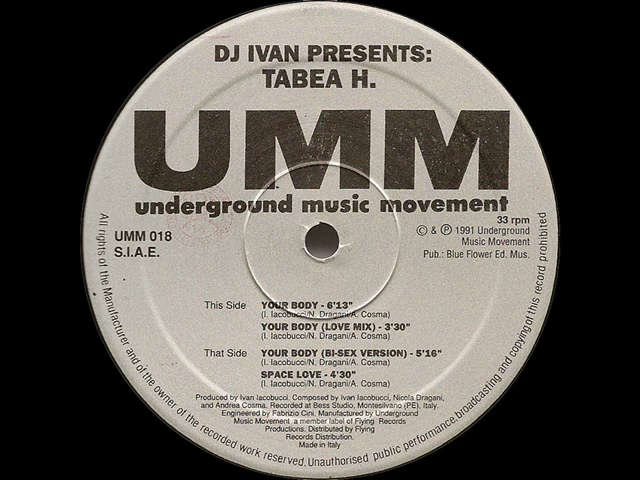 DJ IVAN PRESENTS:
TABEA H.
UMM
underground music movement
33 rpm
UMM 018
S.I.A.E.
© & ℗ 1991 Underground
Music Movement
Pub.: Blue Flower Ed. Mus.
This Side YOUR BODY - 6'13"
(I. Iacobucci/N. Dragani/A. Cosma)
YOUR BODY (LOVE MIX) - 3'30"
(I. Iacobucci/N. Dragani/A. Cosma)
That Side YOUR BODY (BI-SEX VERSION) - 5'16"
(I. Iacobucci/N. Dragani/A. Cosma)
SPACE LOVE - 4'30"
(I. Iacobucci/N. Dragani/A. Cosma)
Produced by Ivan Iacobucci. Composed by Ivan Iacobucci, Nicola Dragani,
and Andrea Cosma. Recorded at Bess Studio, Montesilvano (PE), Italy.
Engineered by Fabrizio Cini. Manufactured by Underground
Music Movement a member label of Flying Records
Productions. Distributed by Flying
Records Distribution.
Made in Italy
All rights of the Manufacturer and of the owner of the recorded work reserved. Unauthorised public performance, broadcasting and copying of this record prohibited